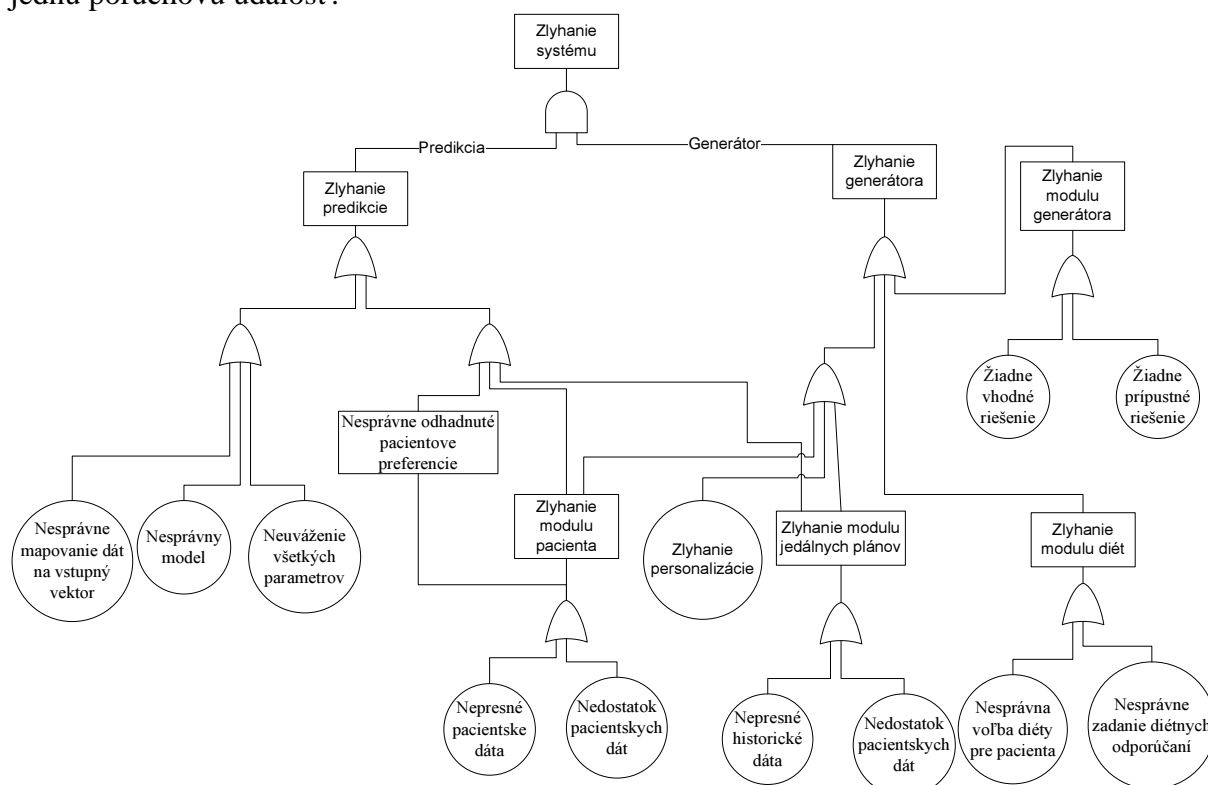 jednu poruchovú udalosť?
Zlyhanie
systému
Predikcia
Generátor
Zlyhanie
predikcie
Zlyhanie
generátora
Zlyhanie
modulu
generátora
Žiadne
vhodné
riešenie
Žiadne
prípustné
riešenie
Nesprávne odhadnuté
pacientove
preferencie
Nesprávne
mapovanie dát
na vstupný
vektor
Nesprávny
model
Neuváženie
všetkých
parametrov
Zlyhanie
modulu
pacienta
Zlyhanie
personalizácie
Zlyhanie modulu
jedálnych plánov
Zlyhanie
modulu diét
Nepresné
pacientske
dáta
Nedostatok
pacientskych
dát
Nepresné
historické
dáta
Nedostatok
pacientskych
dát
Nesprávna
voľba diéty
pre pacienta
Nesprávne
zadanie diétnych
odporúčaní